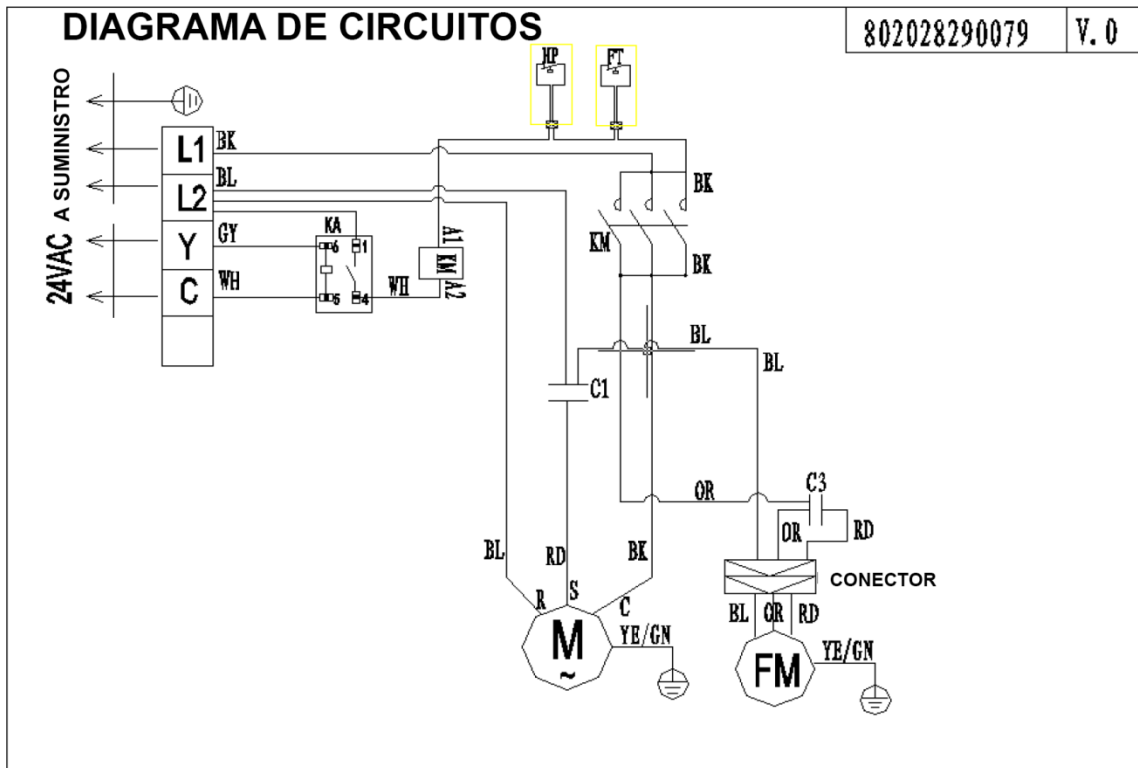 DIAGRAMA DE CIRCUITOS
802028290079
V. 0
HP
FT
24VAC A SUMINISTRO
L1
BK
L2
BL
Y
GY
C
WH
KA
6
1
5
4
WH
A1
KM
A2
BK
KM
BK
BL
BL
C1
C3
OR
OR
RD
BL
RD
BK
CONECTOR
R
S
C
BL
OR
RD
M
~
YE/GN
FM
YE/GN